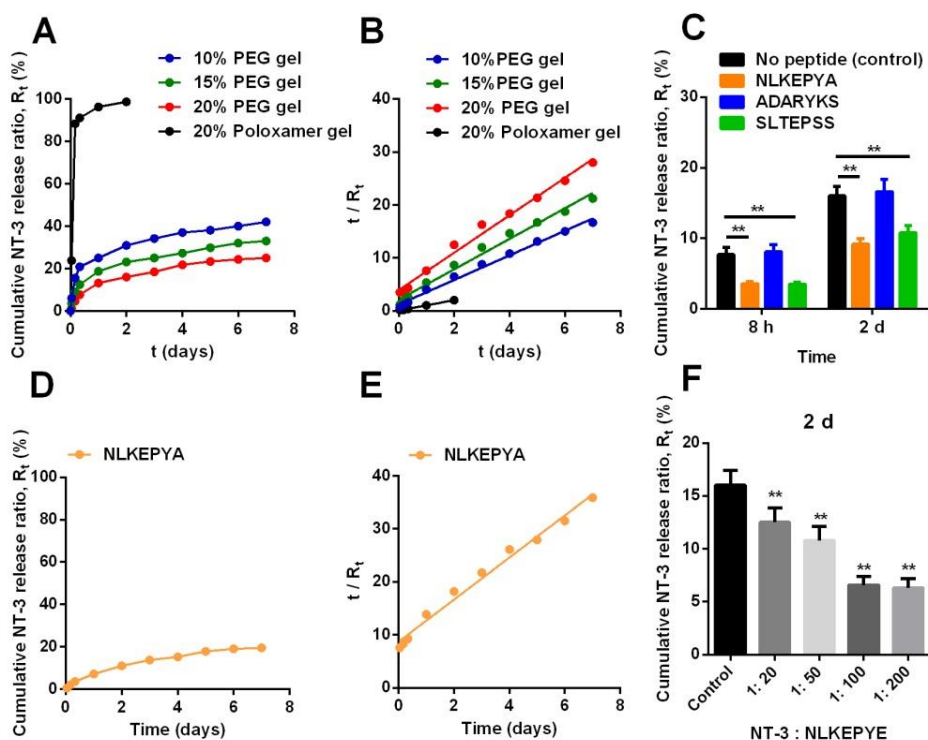 A
10% PEG gel
15% PEG gel
20% PEG gel
20% Poloxamer gel
Cumulative NT-3 release ratio, Rt (%)
100
80
60
40
20
0
0 2 4 6 8
t (days)
B
10%PEG gel
15%PEG gel
20% PEG gel
20% Poloxamer gel
t / Rt
40
30
20
10
0
0 2 4 6 8
t (days)
C
No peptide (control)
NLKEPYA
ADARYKS
SLTEPSS
Cumulative NT-3 release ratio, Rt (%)
30
20
10
0
**
**
**
**
8 h 2 d
Time
D
NLKEPYA
Cumulative NT-3 release ratio, Rt (%)
100
80
60
40
20
0
0 2 4 6 8
Time (days)
E
NLKEPYA
t / Rt
40
30
20
10
0
0 2 4 6 8
Time (days)
F
2 d
Cumulative NT-3 release ratio, Rt (%)
20
15
10
5
0
**
**
**
**
Control 1: 20 1: 50 1: 100 1: 200
NT-3 : NLKEPYE